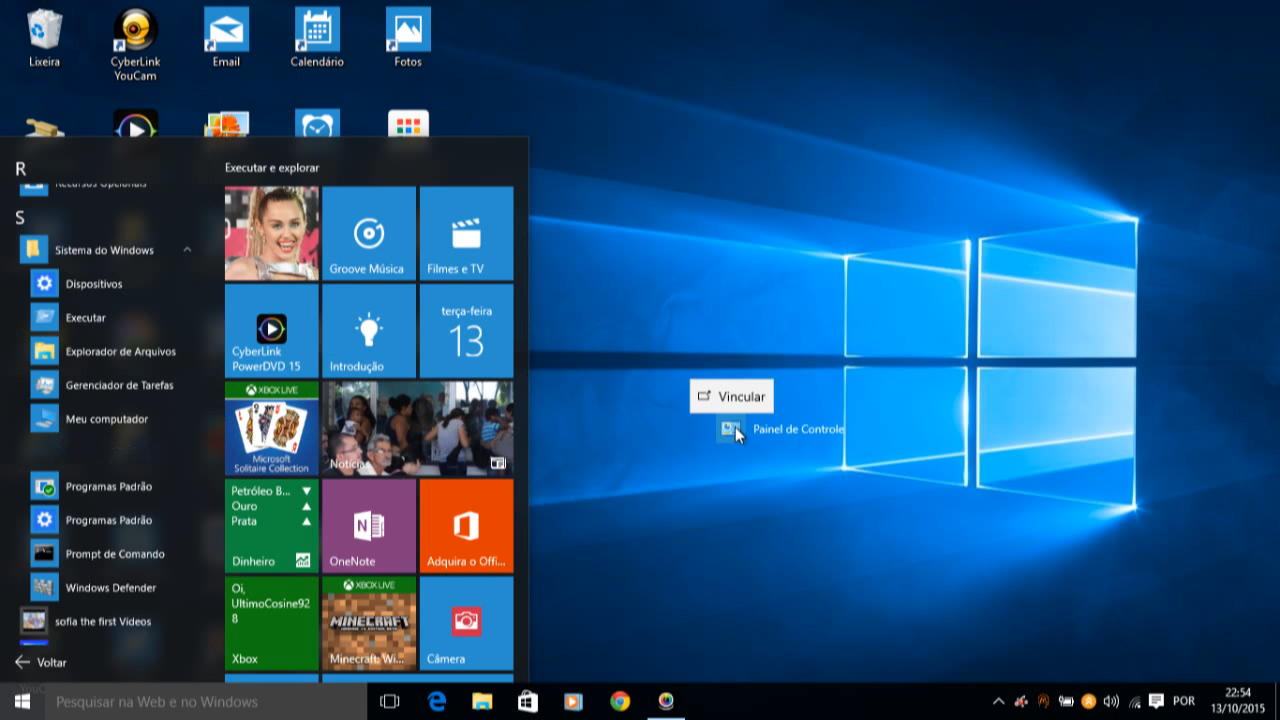 Lixeira
CyberLink
YouCam
Email
Calendário
Fotos
R
Recursos Opcionais
S
Sistema do Windows
Dispositivos
Executar
Explorador de Arquivos
Gerenciador de Tarefas
Meu computador
Programas Padrão
Programas Padrão
Prompt de Comando
Windows Defender
sofia the first Videos
Voltar
Executar e explorar
Groove Música
Filmes e TV
CyberLink
PowerDVD 15
Introdução
terça-feira
13
XBOX LIVE
Microsoft
Solitaire Collection
Notícias
Petróleo B...
Ouro
Prata
Dinheiro
OneNote
Adquira o Offi...
Oi,
UltimoCosine92
8
Xbox
XBOX LIVE
MINECRAFT
Minecraft: Wi...
Câmera
Vincular
Painel de Controle
Pesquisar na Web e no Windows
POR
22:54
13/10/2015